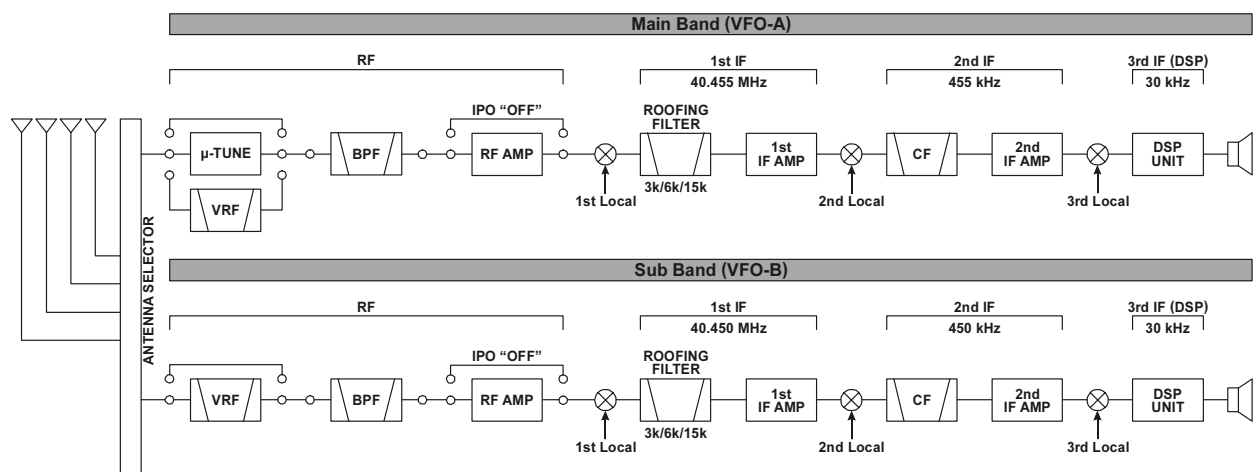 Main Band (VFO-A)
RF
1st IF
40.455 MHz
2nd IF
455 kHz
3rd IF (DSP)
30 kHz
IPO “OFF”
ROOFING
FILTER
µ-TUNE
BPF
RF AMP
1st
IF AMP
CF
2nd
IF AMP
DSP
UNIT
3k/6k/15k
1st Local
2nd Local
3rd Local
VRF
ANTENNA SELECTOR
Sub Band (VFO-B)
RF
1st IF
40.450 MHz
2nd IF
450 kHz
3rd IF (DSP)
30 kHz
IPO “OFF”
ROOFING
FILTER
VRF
BPF
RF AMP
1st
IF AMP
CF
2nd
IF AMP
DSP
UNIT
3k/6k/15k
1st Local
2nd Local
3rd Local